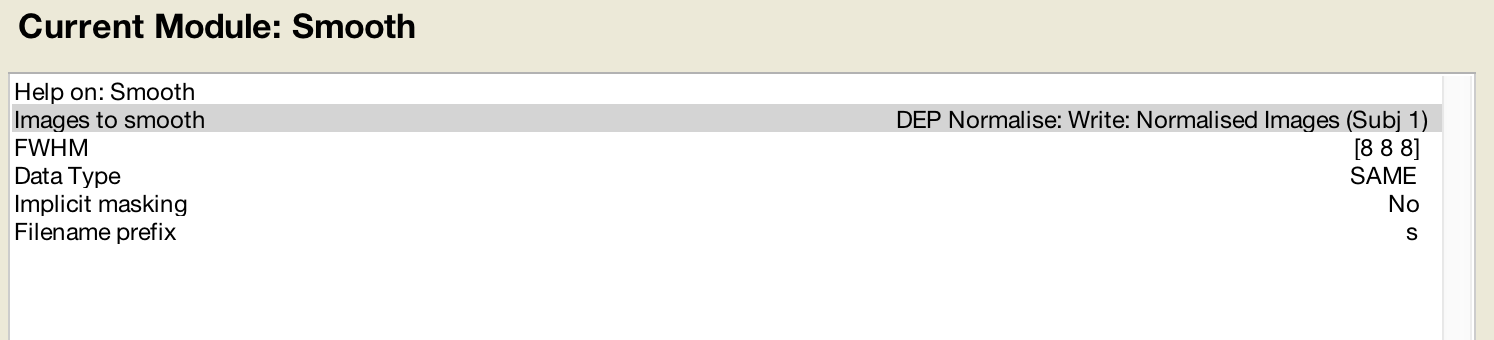 Current Module: Smooth
Help on: Smooth
Images to smooth DEP Normalise: Write: Normalised Images (Subj 1)
FWHM [8 8 8]
Data Type SAME
Implicit masking No
Filename prefix s